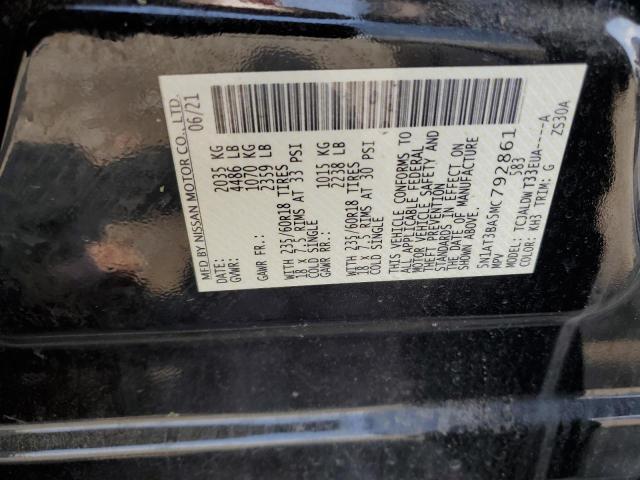 MFD BY NISSAN MOTOR CO., LTD.
06/21
GVWR: 2035 KG
4486 LB
GAWR FR.: 1070 KG
2359 LB
WITH 235/60R18 TIRES
18 X 7.5 RIMS AT 33 PSI
COLD SINGLE
GAWR RR.: 1015 KG
2238 LB
WITH 235/60R18 TIRES
18 X 7.5 RIMS AT 30 PSI
COLD SINGLE
THIS VEHICLE CONFORMS TO
ALL APPLICABLE FEDERAL
MOTOR VEHICLE SAFETY AND
THEFT PREVENTION
STANDARDS IN EFFECT ON
THE DATE OF MANUFACTURE
SHOWN ABOVE.
5N1AT3BA5MC792861
MPV 583
MODEL: TCJALDWT33EUA----A
COLOR: KH3 TRIM: G ZS30A